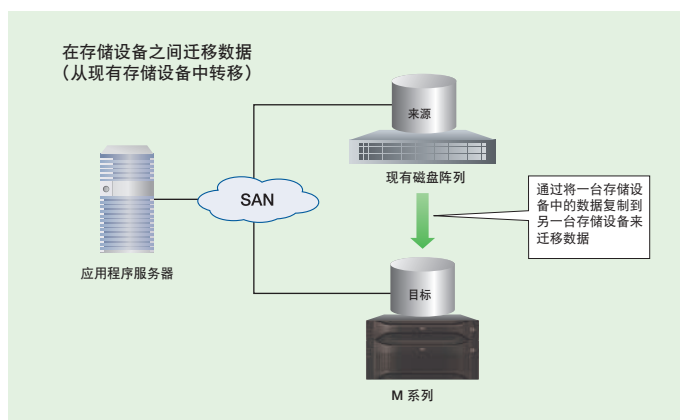 在存储设备之间迁移数据
（从现有存储设备中转移）
来源
现有磁盘阵列
SAN
应用程序服务器
通过将一台存储设
备中的数据复制到
另一台存储设备来
迁移数据
目标
M 系列